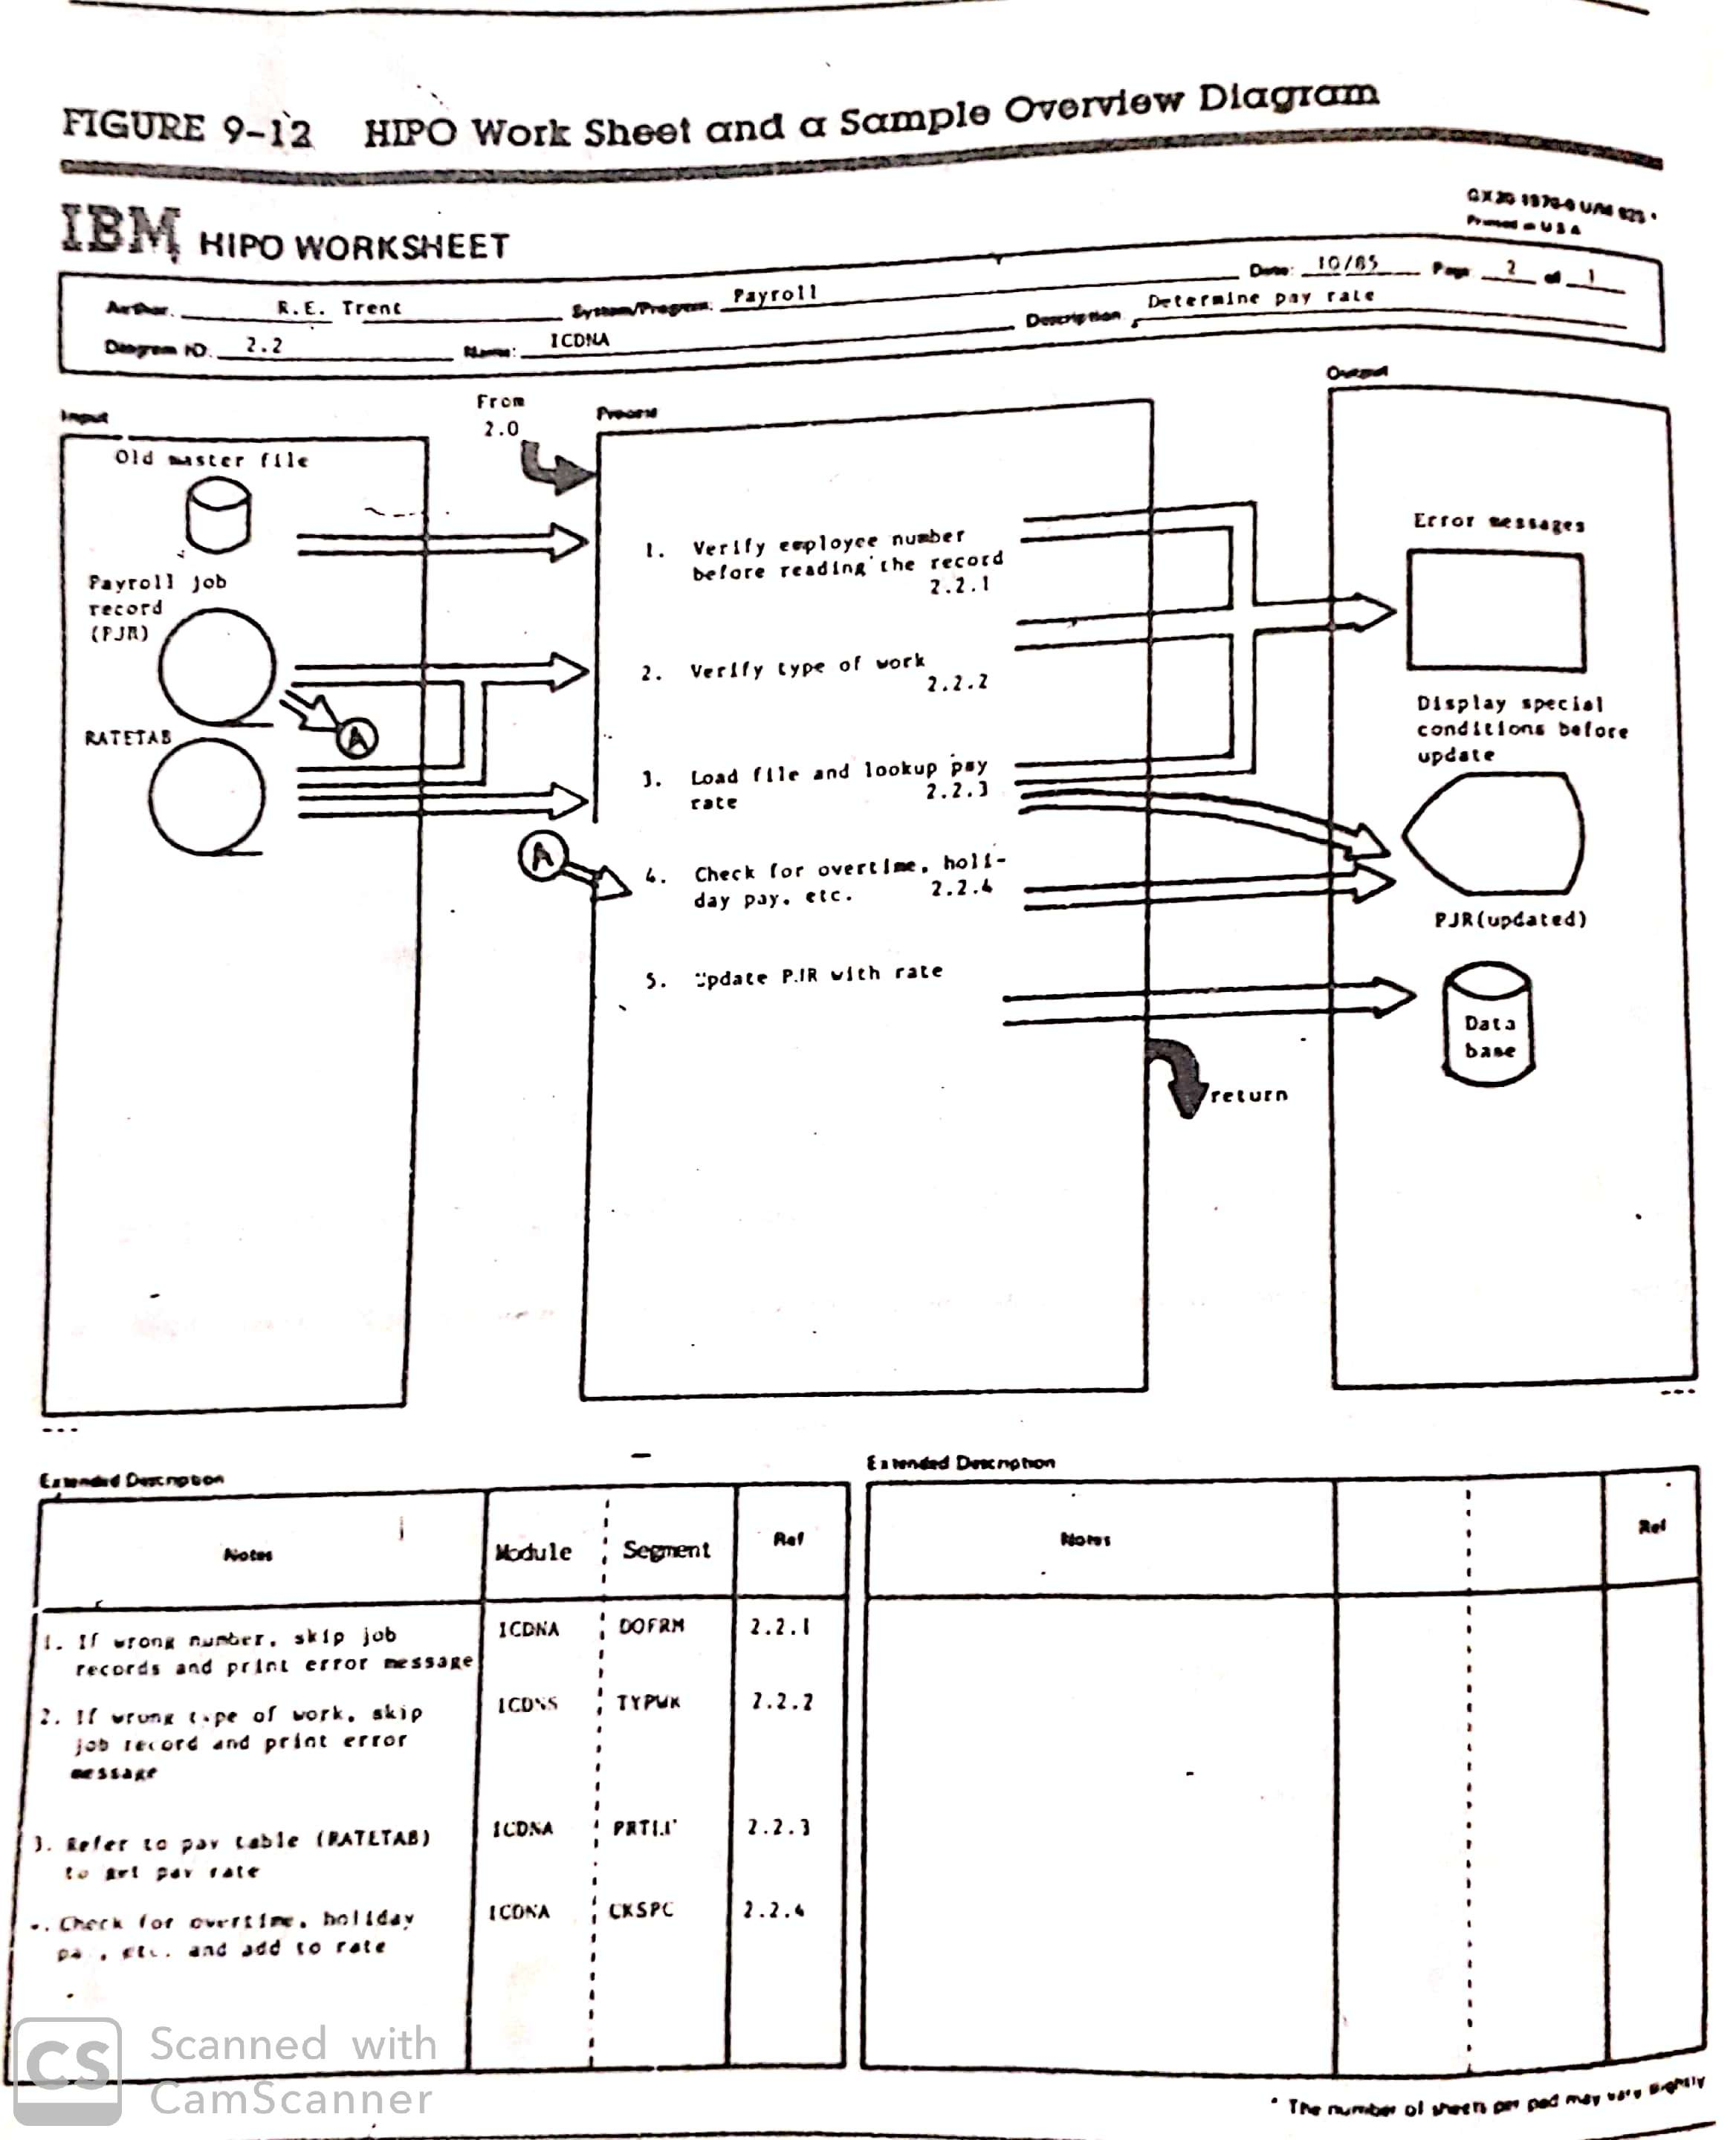 FIGURE 9-12 HIPO Work Sheet and a Sample Overview Diagram
IBM HIPO WORKSHEET
Printed in U S A
Author. R.E. Trent System/Program: Payroll Date: 10/85 Page 2 of 1
Diagram ID. 2.2 Name: ICDNA Description Determine pay rate
Input
From
2.0
Process
Output
Old master file
Payroll job
record
(PJR)
A
RATETAB
A
1. Verify employee number
before reading the record
2.2.1
2. Verify type of work
2.2.2
3. Load file and lookup pay
rate 2.2.3
4. Check for overtime, holi-
day pay, etc. 2.2.4
5. Update PJR with rate
return
Error messages
Display special
conditions before
update
PJR(updated)
Data
base
Extended Description
Notes Module Segment Ref
1. If wrong number, skip job ICDNA DOFRM 2.2.1
records and print error message
2. If wrong type of work, skip TYPWK 2.2.2
job record and print error
message
3. Refer to pay table (RATETAB) ICDNA 2.2.3
to get pay rate
Check for overtime, holiday ICDNA CKSPC 2.2.4
etc. and add to rate
Extended Description
Notes Ref
* The number of sheets per pad may vary slightly
CS Scanned with
CamScanner